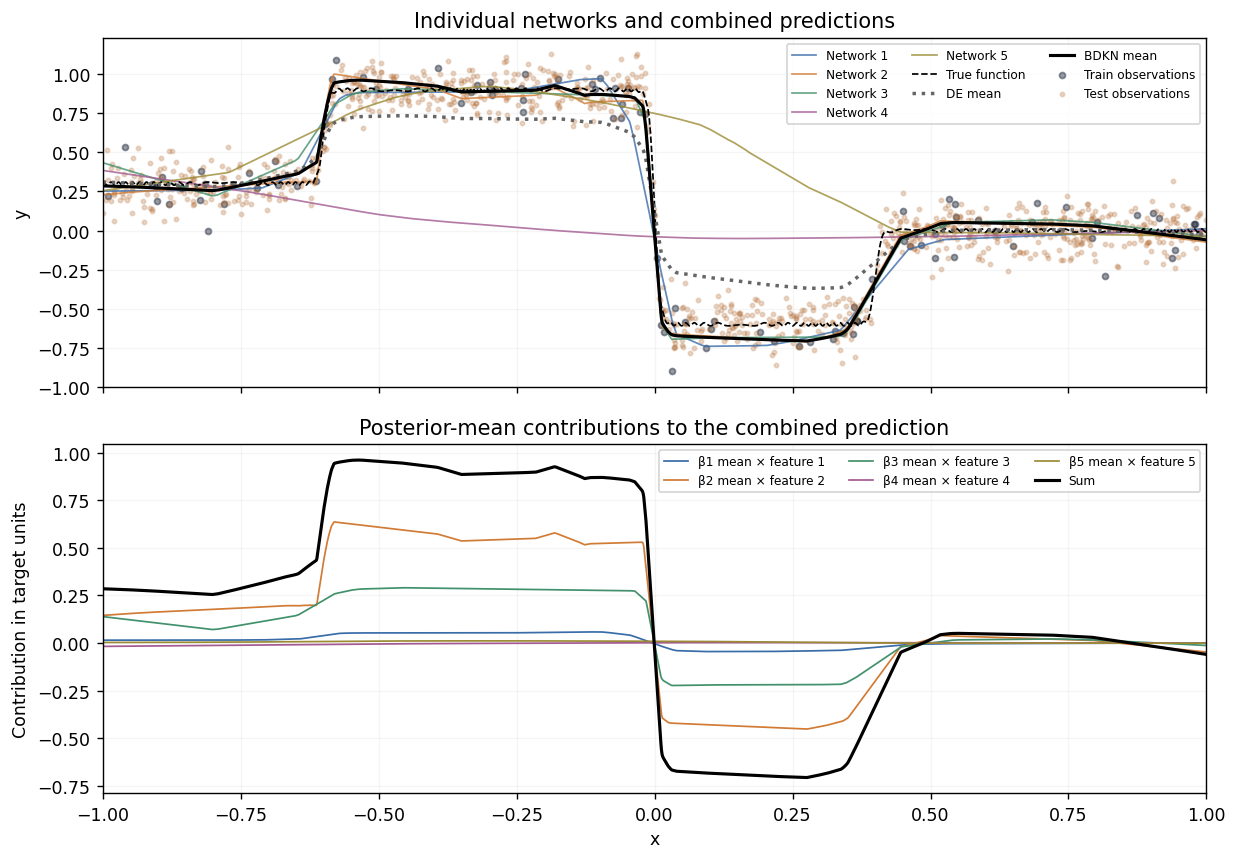 Individual networks and combined predictions
1.00
0.75
0.50
0.25
0.00
−0.25
−0.50
−0.75
−1.00
y
Network 1
Network 2
Network 3
Network 4
Network 5
True function
DE mean
BDKN mean
Train observations
Test observations
Posterior-mean contributions to the combined prediction
1.00
0.75
0.50
0.25
0.00
−0.25
−0.50
−0.75
Contribution in target units
β1 mean × feature 1
β2 mean × feature 2
β3 mean × feature 3
β4 mean × feature 4
β5 mean × feature 5
Sum
−1.00 −0.75 −0.50 −0.25 0.00 0.25 0.50 0.75 1.00
x